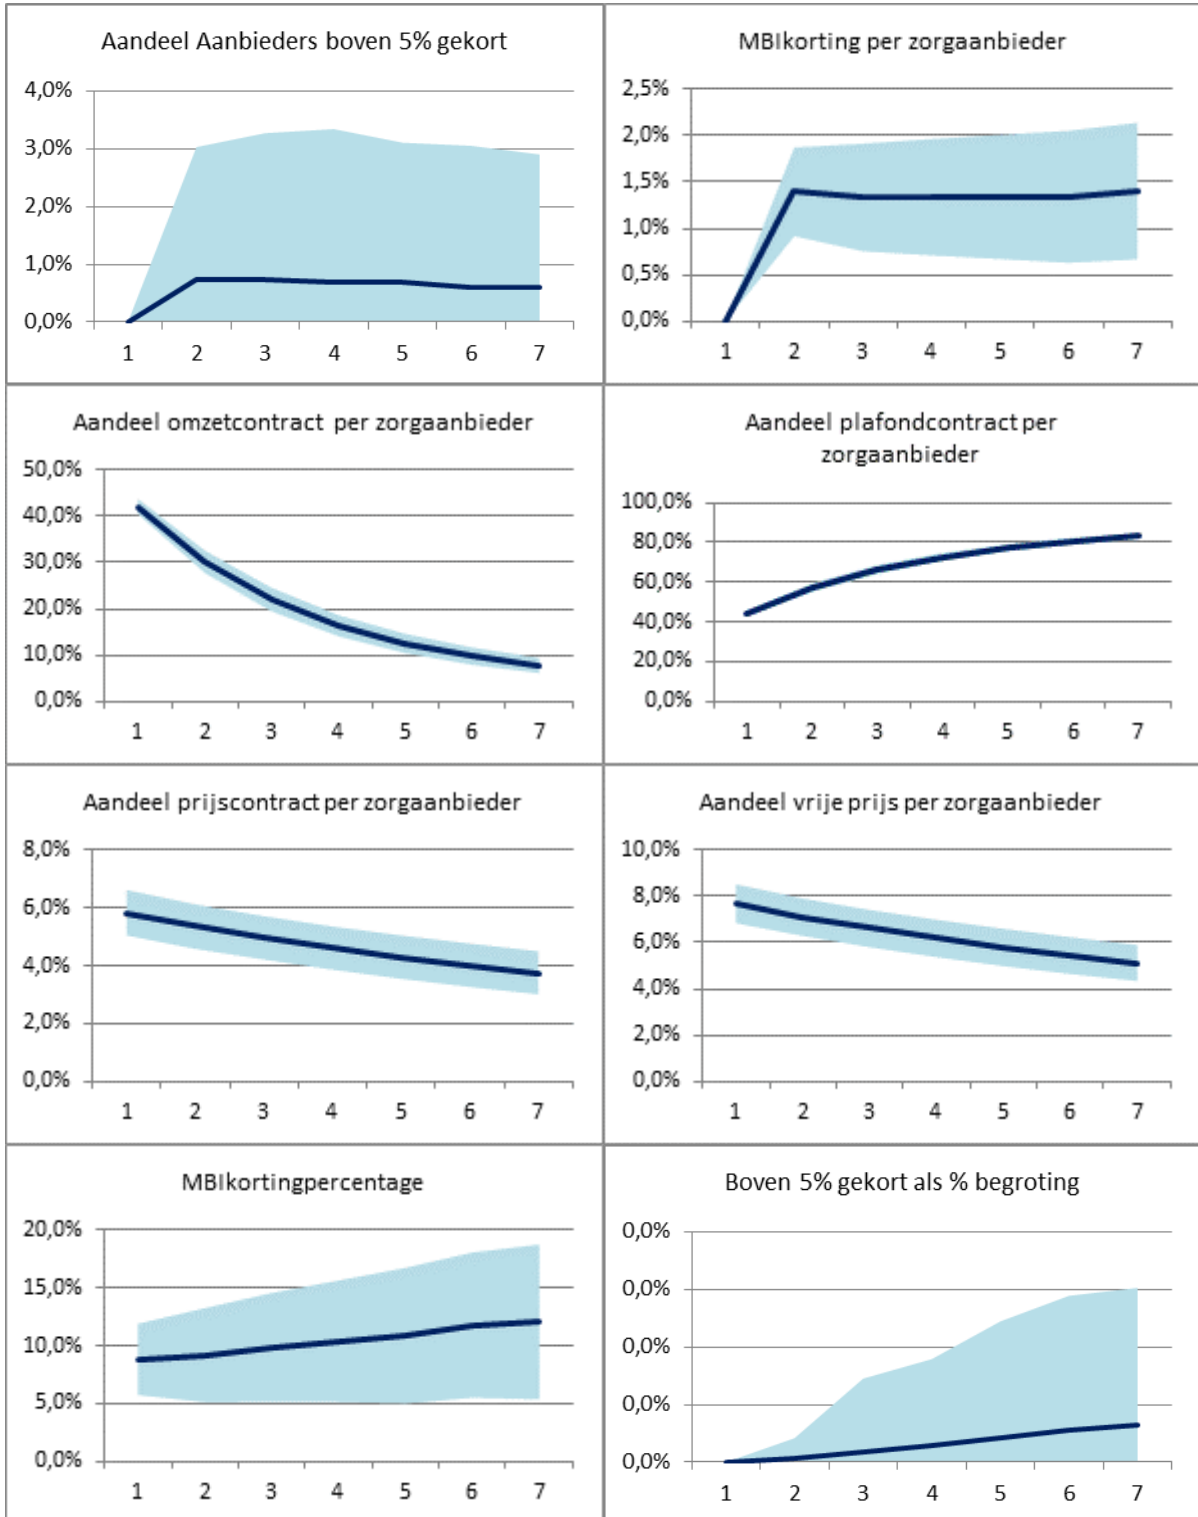 Aandeel Aanbieders boven 5% gekort
4,0%
3,0%
2,0%
1,0%
0,0%
1 2 3 4 5 6 7
MBIkorting per zorgaanbieder
2,5%
2,0%
1,5%
1,0%
0,5%
0,0%
1 2 3 4 5 6 7
Aandeel omzetcontract per zorgaanbieder
50,0%
40,0%
30,0%
20,0%
10,0%
0,0%
1 2 3 4 5 6 7
Aandeel plafondcontract per
zorgaanbieder
100,0%
80,0%
60,0%
40,0%
20,0%
0,0%
1 2 3 4 5 6 7
Aandeel prijscontract per zorgaanbieder
8,0%
6,0%
4,0%
2,0%
0,0%
1 2 3 4 5 6 7
Aandeel vrije prijs per zorgaanbieder
10,0%
8,0%
6,0%
4,0%
2,0%
0,0%
1 2 3 4 5 6 7
MBIkortingpercentage
20,0%
15,0%
10,0%
5,0%
0,0%
1 2 3 4 5 6 7
Boven 5% gekort als % begroting
0,0%
0,0%
0,0%
0,0%
0,0%
1 2 3 4 5 6 7